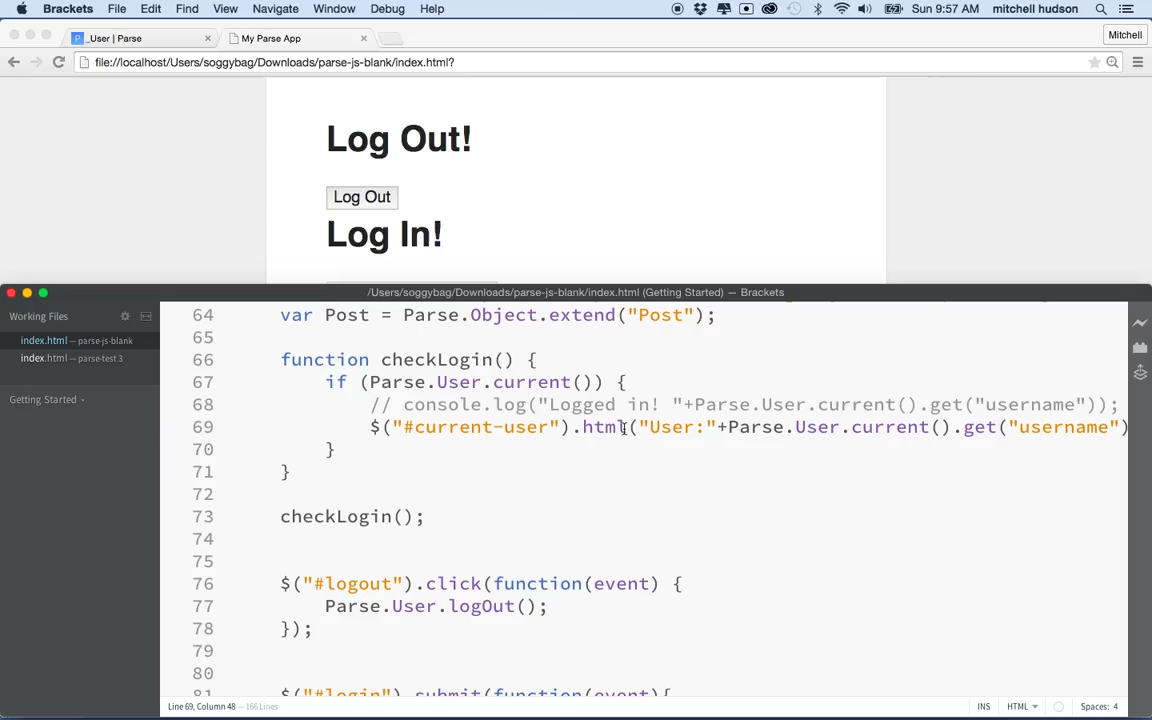 Brackets File Edit Find View Navigate Window Debug Help Sun 9:57 AM mitchell hudson
_User | Parse My Parse App Mitchell
file://localhost/Users/soggybag/Downloads/parse-js-blank/index.html?
Log Out!
Log Out
Log In!
/Users/soggybag/Downloads/parse-js-blank/index.html (Getting Started) — Brackets
Working Files
index.html — parse-js-blank
index.html — parse-test 3
Getting Started
64 var Post = Parse.Object.extend("Post");
65
66 function checkLogin() {
67 if (Parse.User.current()) {
68 // console.log("Logged in! "+Parse.User.current().get("username"));
69 $("#current-user").html("User:"+Parse.User.current().get("username")
70 }
71 }
72
73 checkLogin();
74
75
76 $("#logout").click(function(event) {
77 Parse.User.logOut();
78 });
79
80
81 $("#login").submit(function(event){
Line 69, Column 48 — 166 Lines INS HTML Spaces: 4